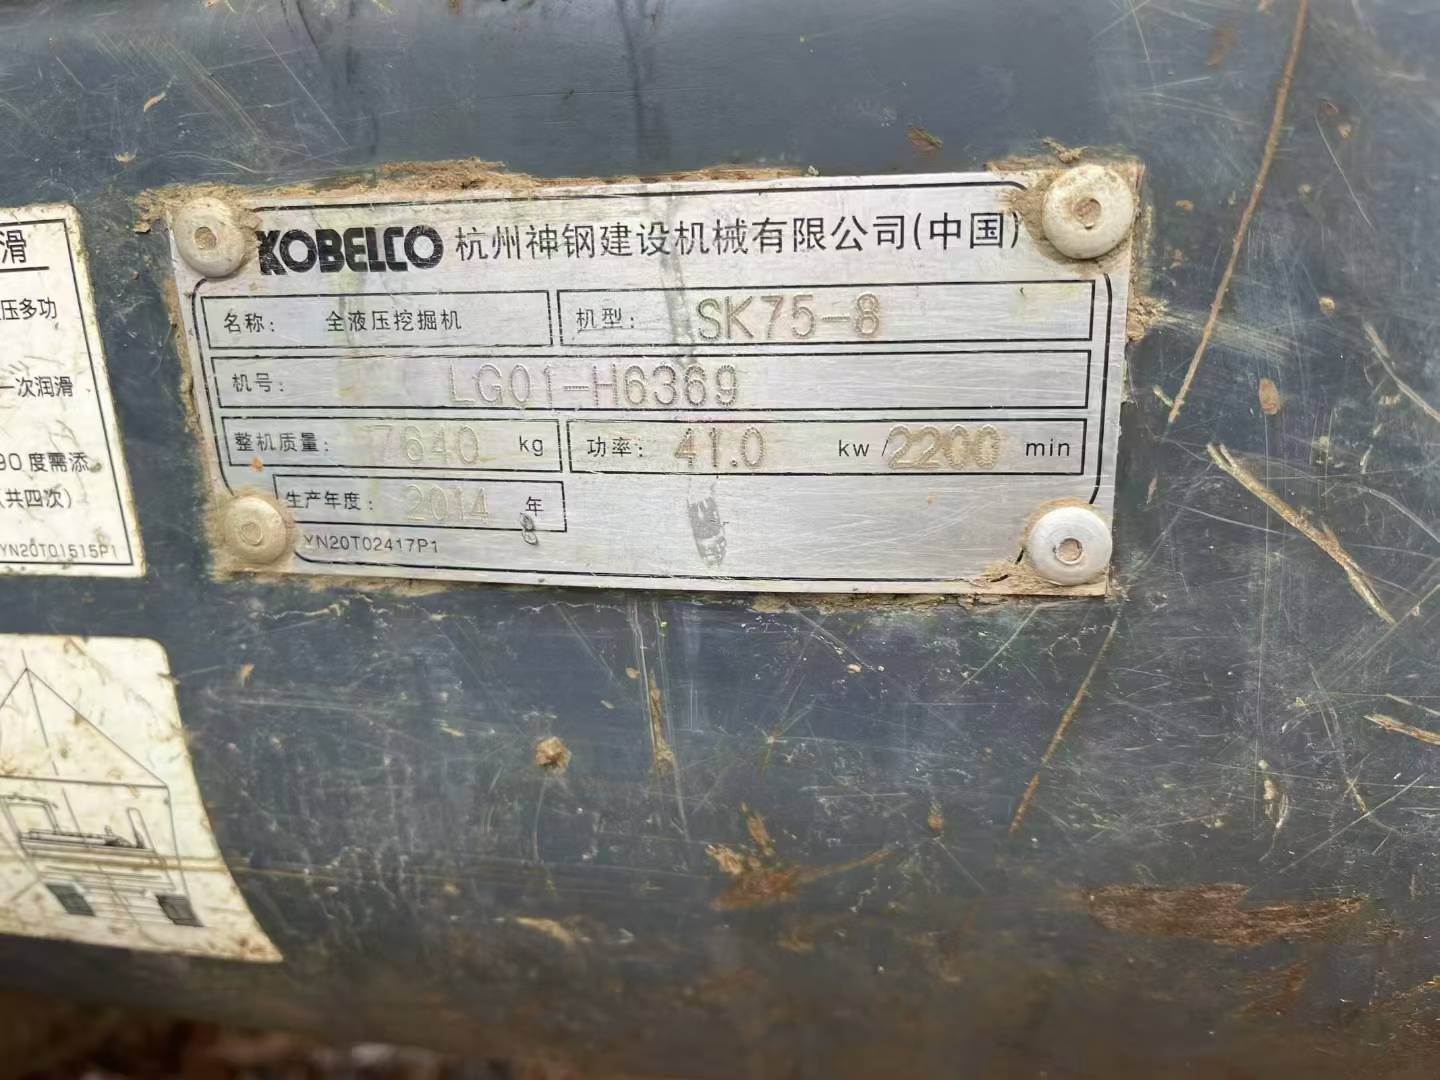 KOBELCO 杭州神钢建设机械有限公司(中国)
名称: 全液压挖掘机 机型: SK75-8
机号: LG01-H6369
整机质量: 7640 kg 功率: 41.0 kw/2200 min
生产年度: 2014 年
YN20T02417P1
滑
压多功
一次润滑
90度需添
(共四次)
YN20T01515P1